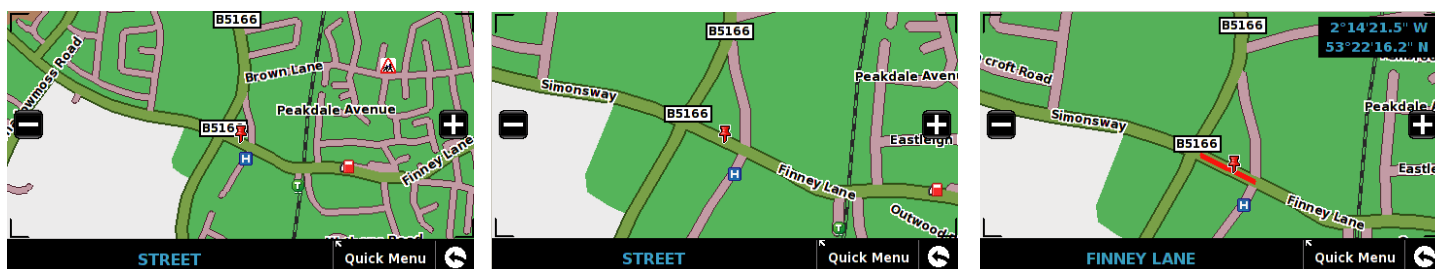 B5166
Brown Lane
Peakdale Avenue
B516
Finney Lane
STREET
Quick Menu
B5166
Peakdale Avenu
Simonsway
B5166
Eastleigh
H
Finney Lane
Outwood
T
STREET
Quick Menu
B5166
2°14'21.5" W
53°22'16.2" N
croft Road
Peakdale A
Simonsway
B5166
Eastle
H
Finney Lane
FINNEY LANE
Quick Menu